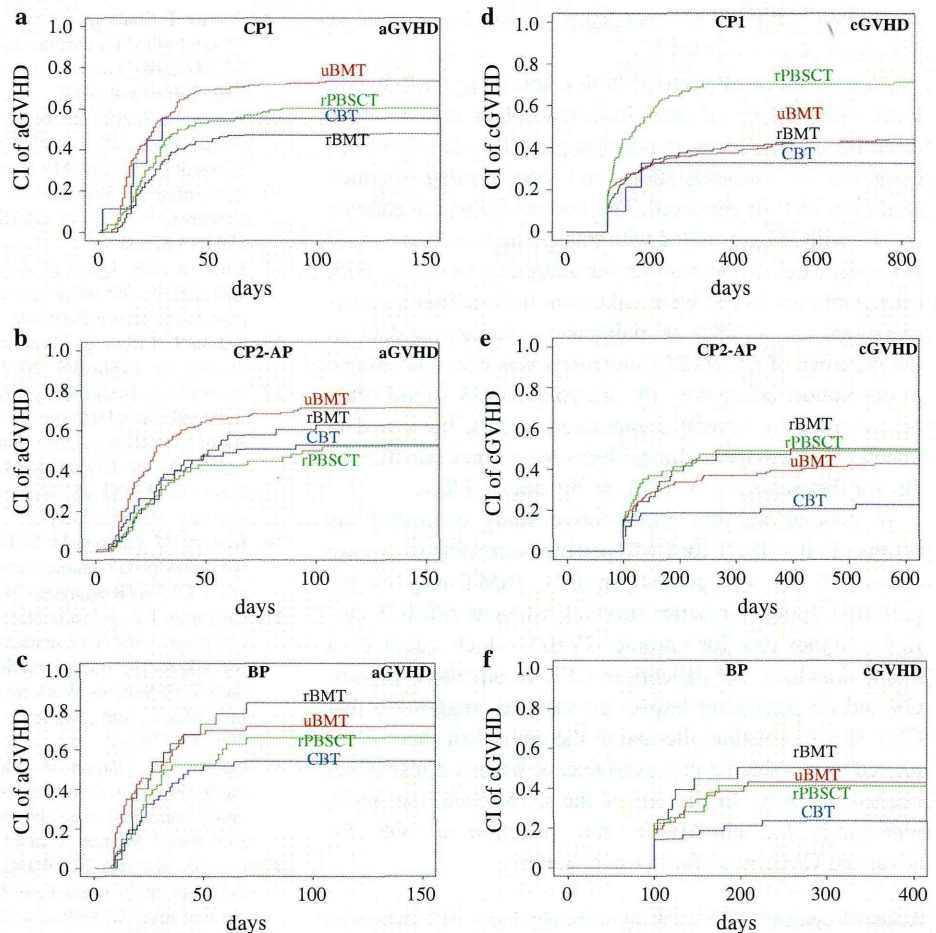 a
CP1
aGVHD
CI of aGVHD
1.0
0.8
0.6
0.4
0.2
0
uBMT
rPBSCT
CBT
rBMT
0
50
100
150
days
b
CP2-AP
aGVHD
CI of aGVHD
1.0
0.8
0.6
0.4
0.2
0
uBMT
rBMT
CBT
rPBSCT
0
50
100
150
days
c
BP
aGVHD
CI of aGVHD
1.0
0.8
0.6
0.4
0.2
0
rBMT
uBMT
rPBSCT
CBT
0
50
100
150
days
d
CP1
cGVHD
CI of cGVHD
1.0
0.8
0.6
0.4
0.2
0
rPBSCT
uBMT
rBMT
CBT
0
200
400
600
800
days
e
CP2-AP
cGVHD
CI of cGVHD
1.0
0.8
0.6
0.4
0.2
0
rBMT
rPBSCT
uBMT
CBT
0
100
200
300
400
500
600
days
f
BP
cGVHD
CI of cGVHD
1.0
0.8
0.6
0.4
0.2
0
rBMT
uBMT
rPBSCT
CBT
0
100
200
300
400
days